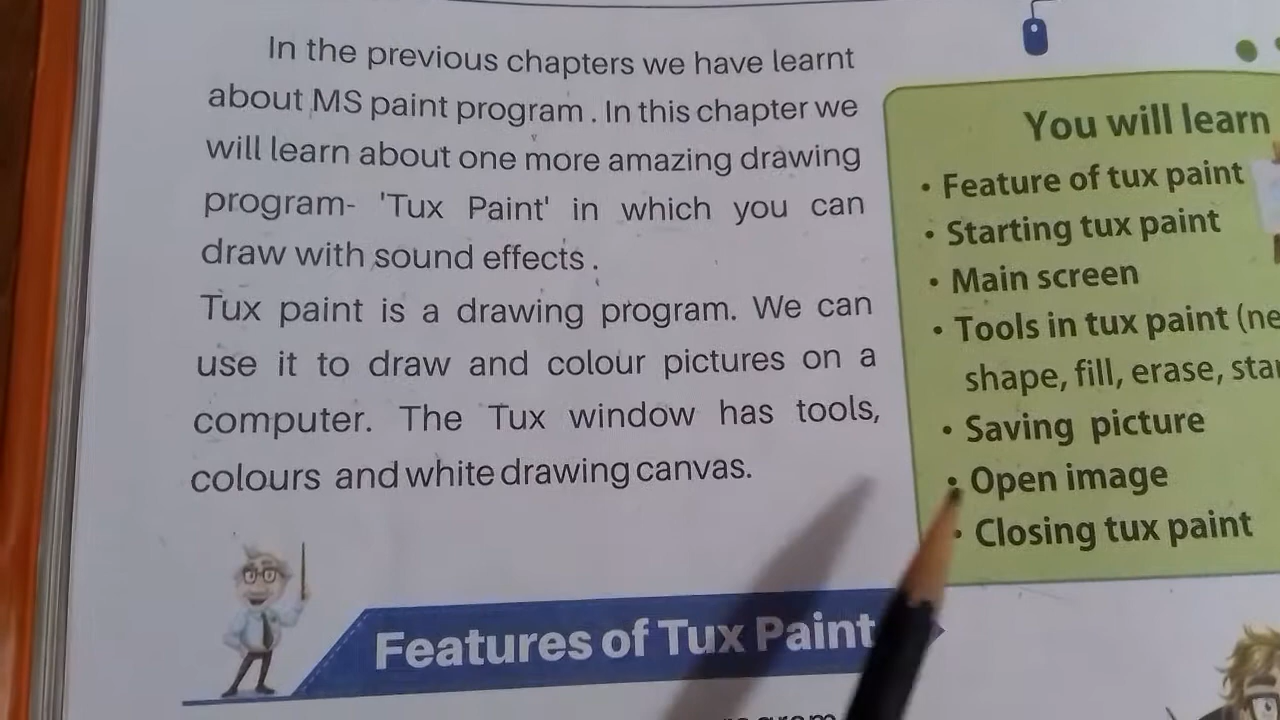 In the previous chapters we have learnt
about MS paint program . In this chapter we
will learn about one more amazing drawing
program- 'Tux Paint' in which you can
draw with sound effects .
Tux paint is a drawing program. We can
use it to draw and colour pictures on a
computer. The Tux window has tools,
colours and white drawing canvas.
You will learn
• Feature of tux paint
• Starting tux paint
• Main screen
• Tools in tux paint (ne
shape, fill, erase, sta
• Saving picture
• Open image
• Closing tux paint
Features of Tux Paint